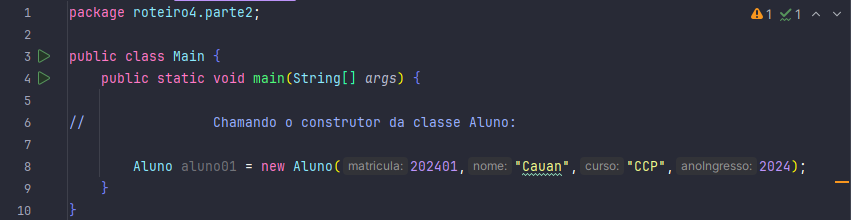 1 package roteiro4.parte2; 1 1
2
3 public class Main {
4 public static void main(String[] args) {
5
6 // Chamando o construtor da classe Aluno:
7
8 Aluno aluno01 = new Aluno( matricula: 202401, nome: "Cauan", curso: "CCP", anoIngresso: 2024);
9 }
10 }